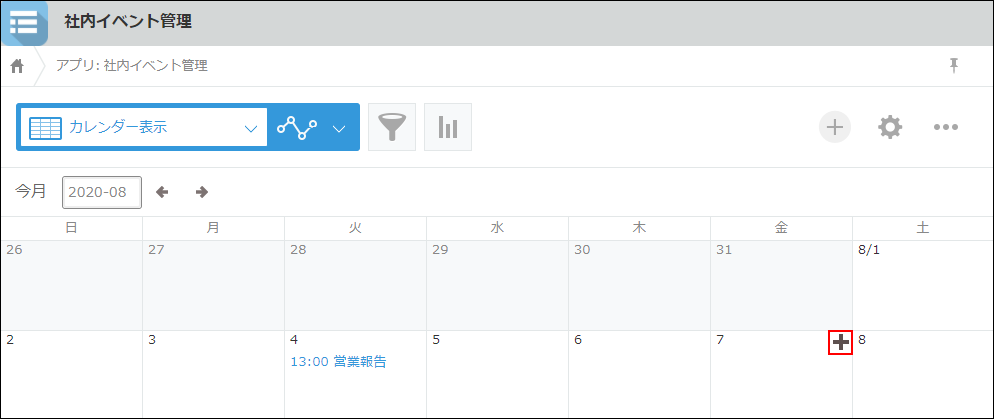 社内イベント管理
アプリ: 社内イベント管理
カレンダー表示
今月 2020-08
日 月 火 水 木 金 土
26 27 28 29 30 31 8/1
2 3 4 5 6 7 8
13:00 営業報告